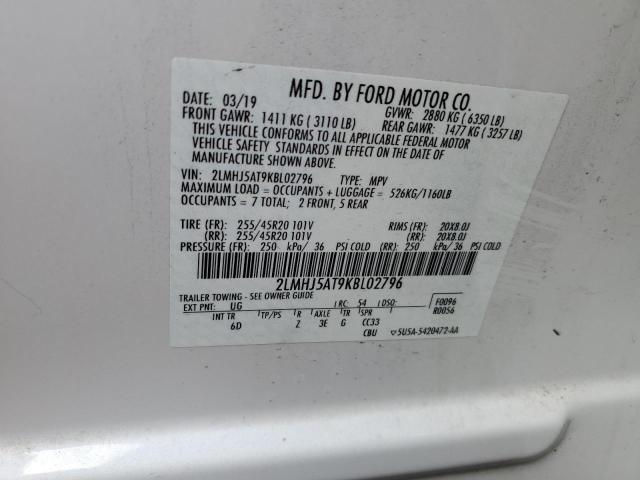 MFD. BY FORD MOTOR CO.
DATE: 03/19 GVWR: 2880 KG ( 6350 LB)
FRONT GAWR: 1411 KG ( 3110 LB) REAR GAWR: 1477 KG ( 3257 LB)
THIS VEHICLE CONFORMS TO ALL APPLICABLE FEDERAL MOTOR
VEHICLE SAFETY STANDARDS IN EFFECT ON THE DATE OF
MANUFACTURE SHOWN ABOVE.
VIN: 2LMHJ5AT9KBL02796 TYPE: MPV
MAXIMUM LOAD = OCCUPANTS + LUGGAGE = 526KG/1160LB
OCCUPANTS = 7 TOTAL; 2 FRONT, 5 REAR
TIRE (FR): 255/45R20 101V RIMS (FR): 20X8.0J
(RR): 255/45R20 101V (RR): 20X8.0J
PRESSURE (FR): 250 kPa/ 36 PSI COLD (RR): 250 kPa/ 36 PSI COLD
2LMHJ5AT9KBL02796
TRAILER TOWING - SEE OWNER GUIDE
EXT PNT: UG RC: 54 DSO: F0096
R0056
INT TR TP/PS R AXLE TR SPR
6D Z 3E G CC33
CBU 5U5A-5420472-AA